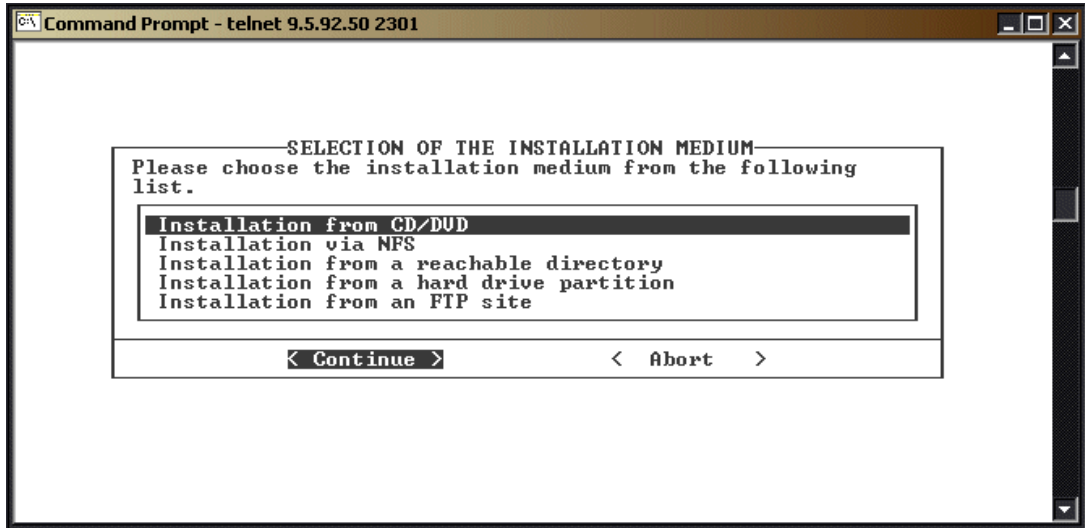 Command Prompt - telnet 9.5.92.50 2301
SELECTION OF THE INSTALLATION MEDIUM
Please choose the installation medium from the following
list.
Installation from CD/DVD
Installation via NFS
Installation from a reachable directory
Installation from a hard drive partition
Installation from an FTP site
< Continue > < Abort >